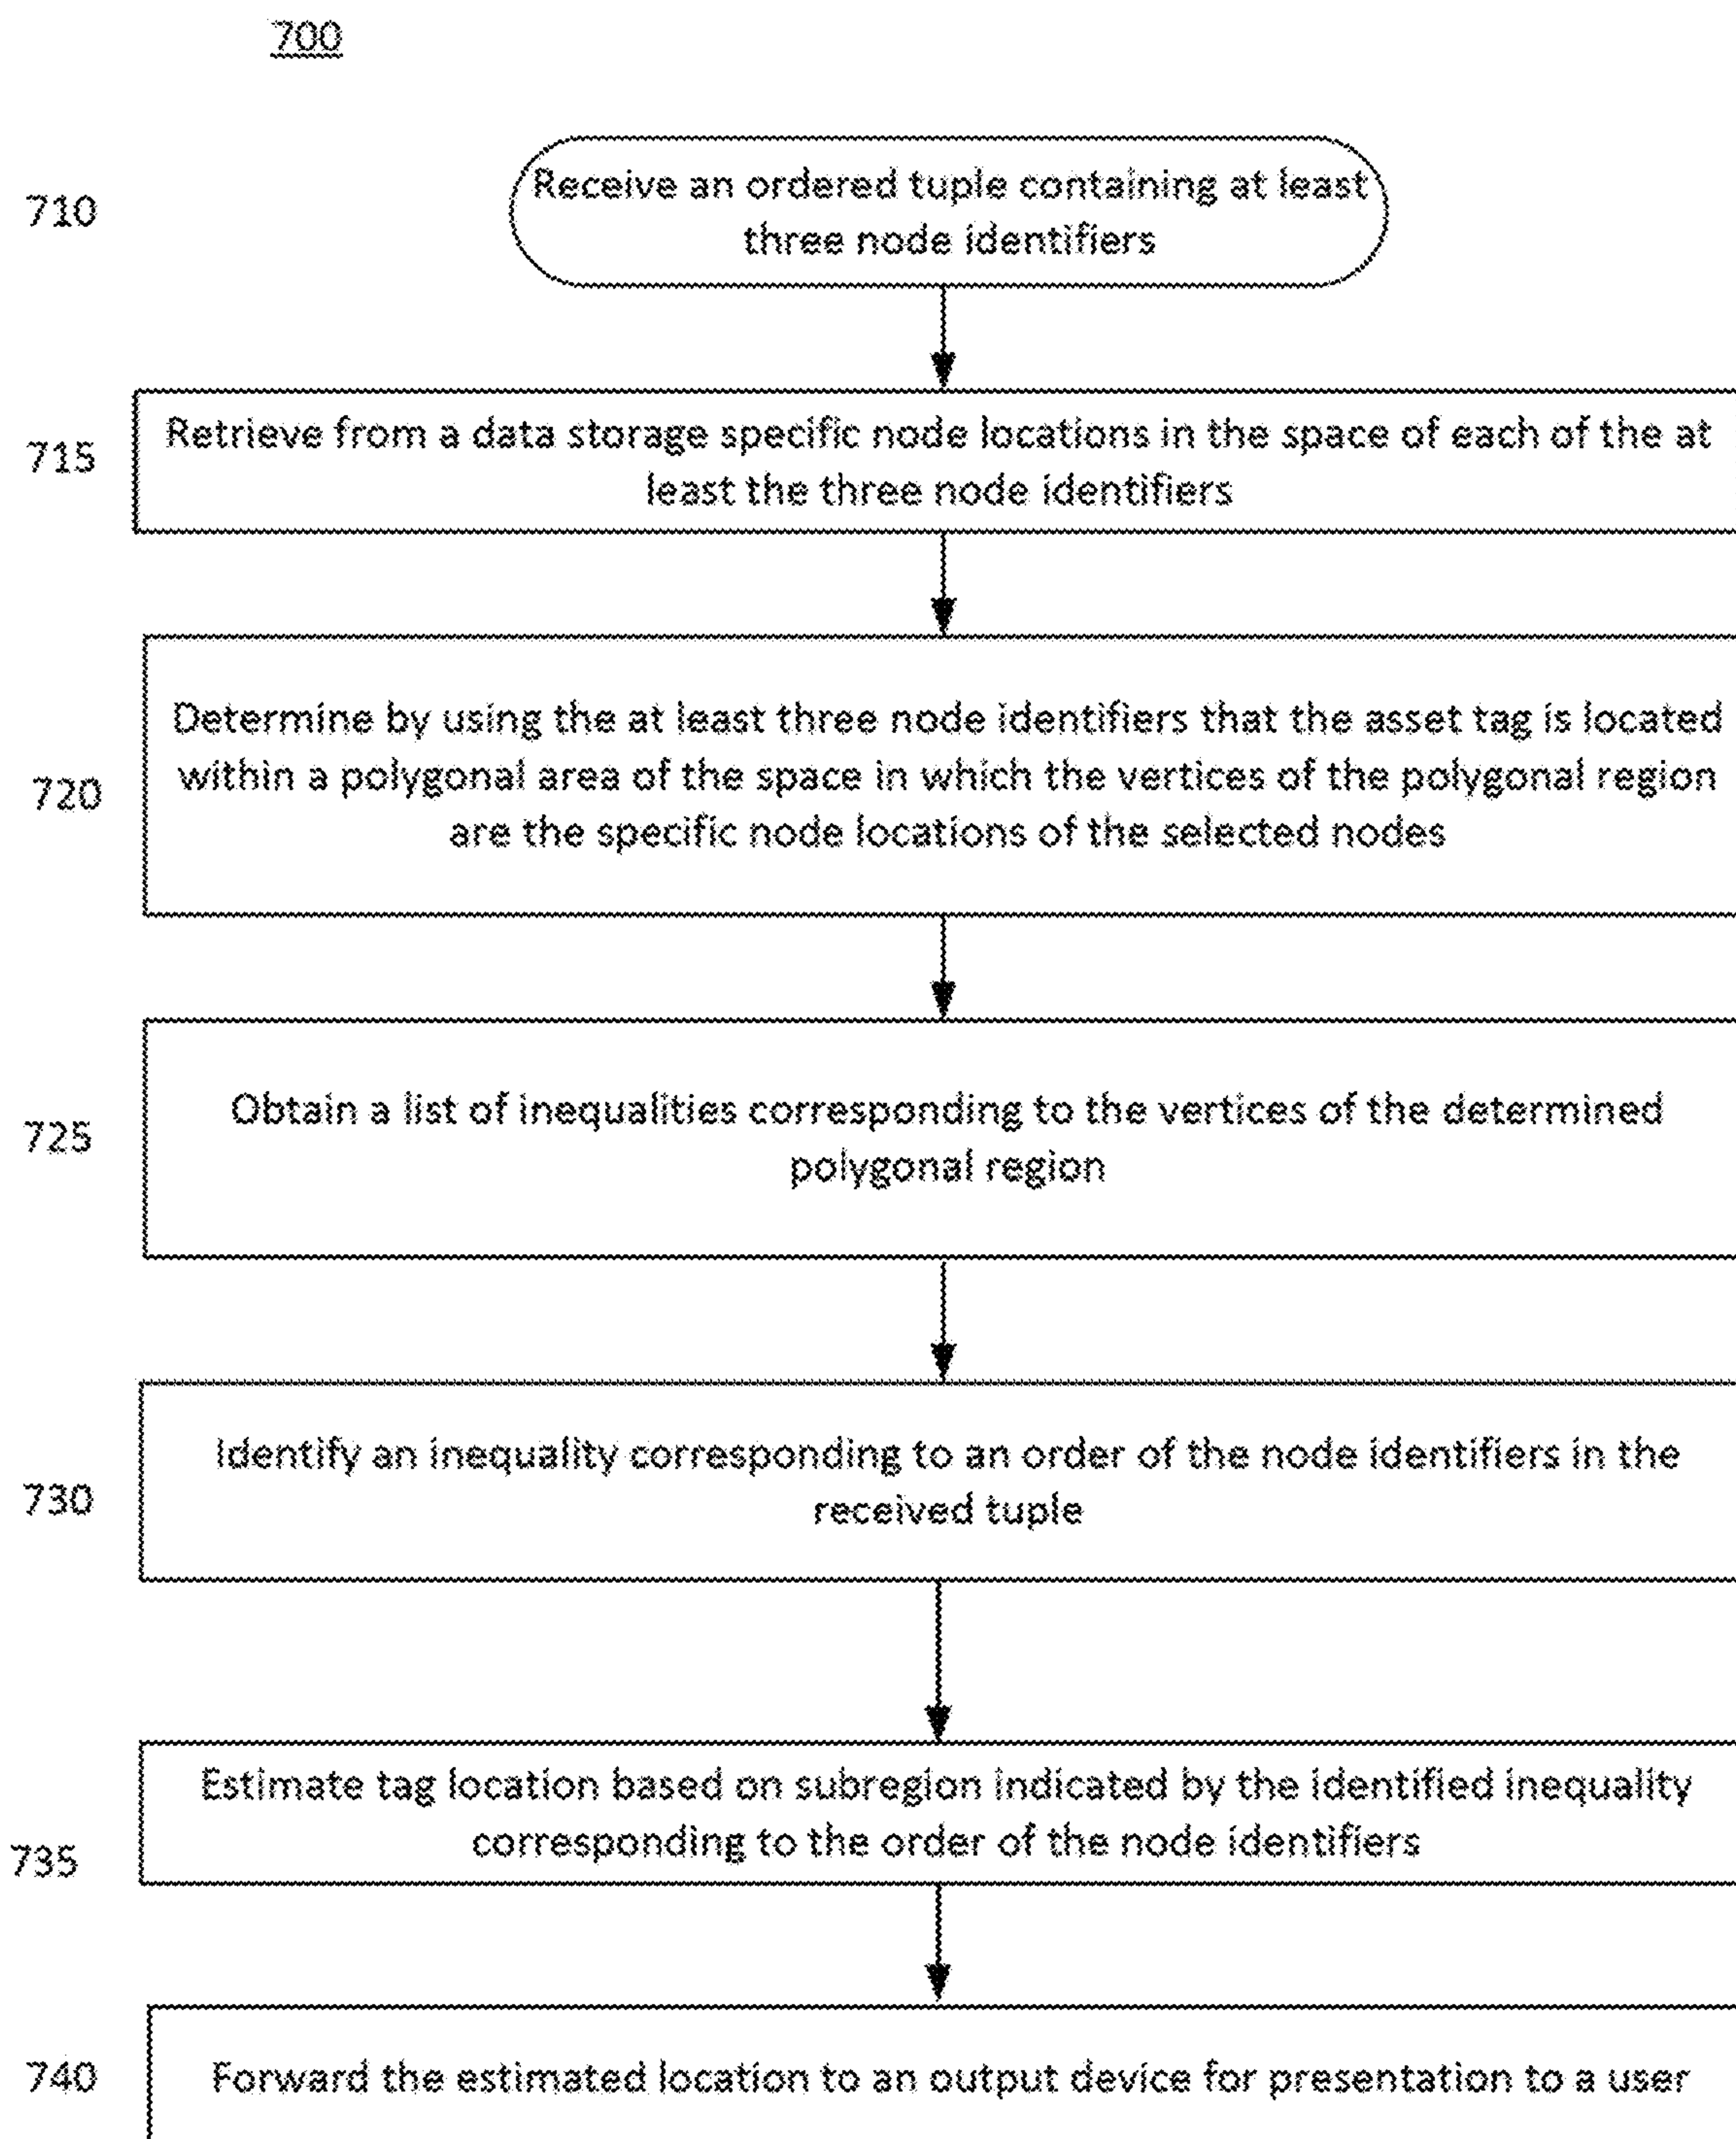 700
710
Receive an ordered tuple containing at least
three node identifiers
715
Retrieve from a data storage specific node locations in the space of each of the at
least the three node identifiers
720
Determine by using the at least three node identifiers that the asset tag is located
within a polygonal area of the space in which the vertices of the polygonal region
are the specific node locations of the selected nodes
725
Obtain a list of inequalities corresponding to the vertices of the determined
polygonal region
730
Identify an inequality corresponding to an order of the node identifiers in the
received tuple
735
Estimate tag location based on subregion indicated by the identified inequality
corresponding to the order of the node identifiers
740
Forward the estimated location to an output device for presentation to a user